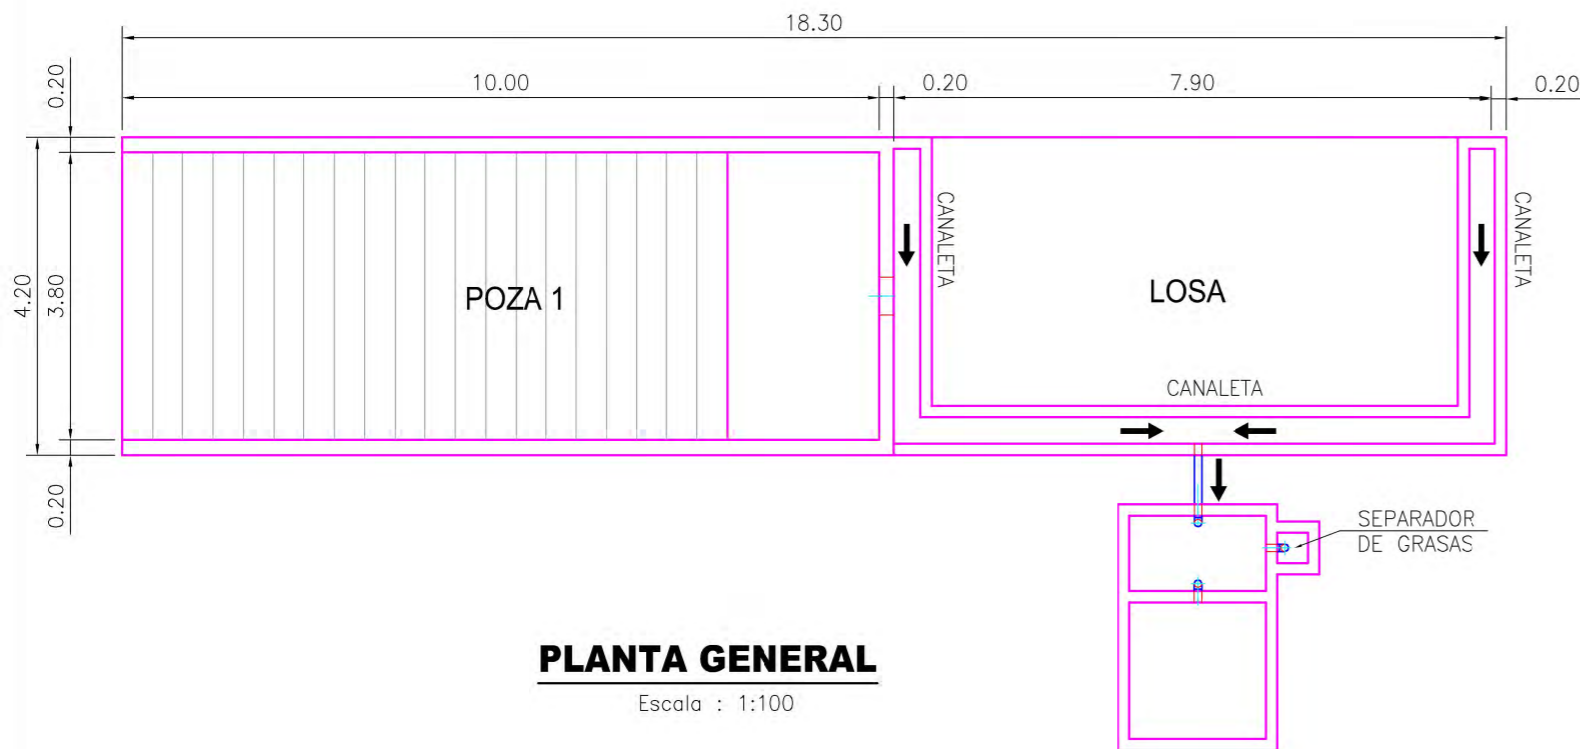 18.30
10.00
0.20
7.90
0.20
0.20
4.20
3.80
0.20
CANALETA
CANALETA
POZA 1
LOSA
CANALETA
SEPARADOR
DE GRASAS
PLANTA GENERAL
Escala : 1:100